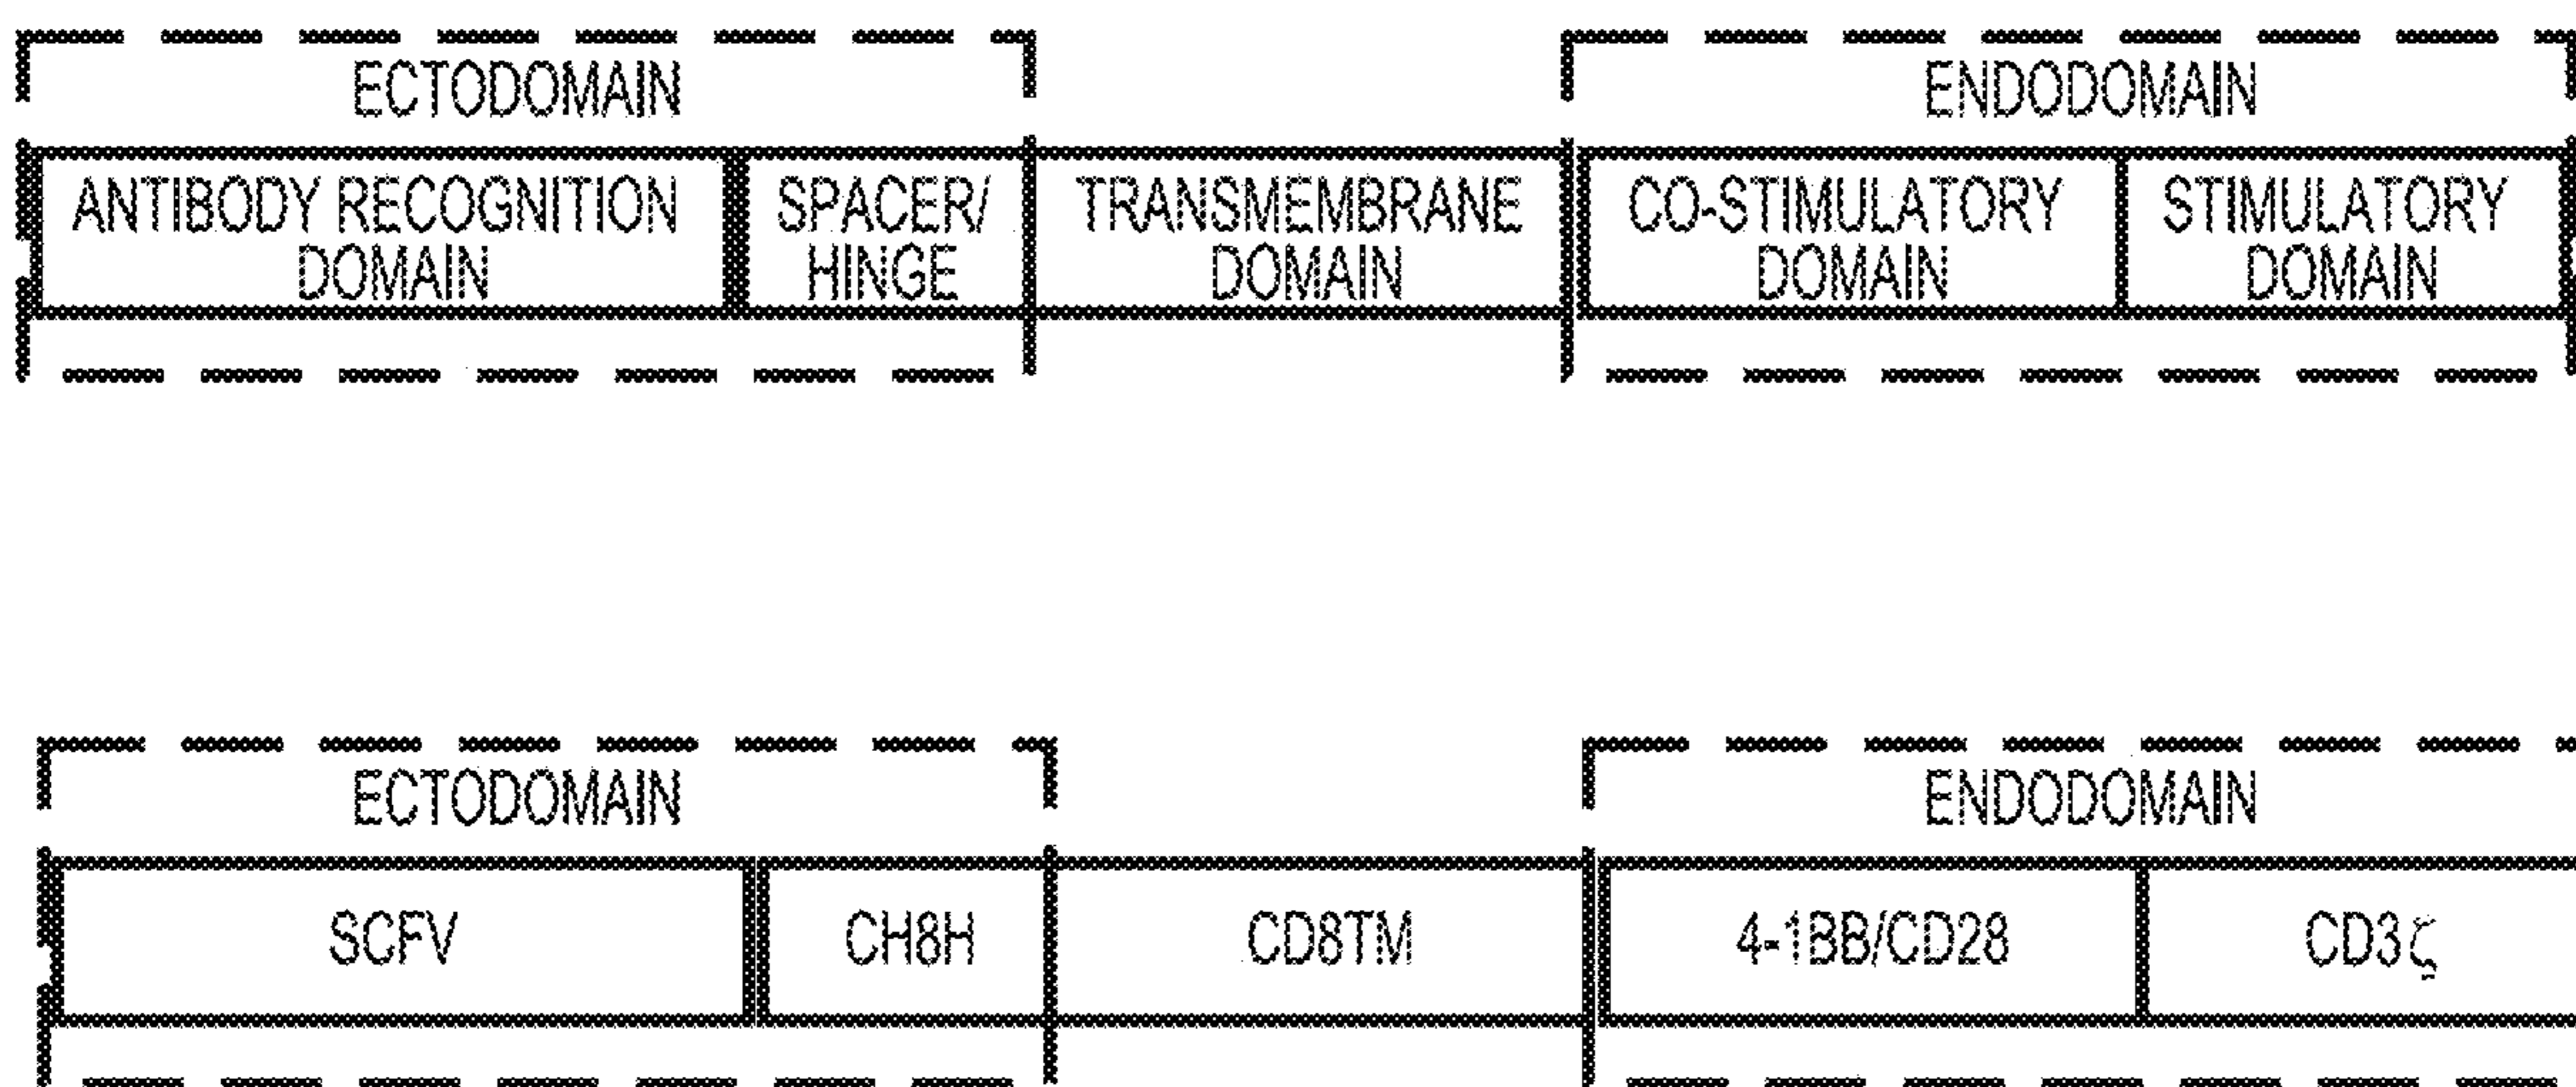 ECTODOMAIN
ENDODOMAIN
ANTIBODY RECOGNITION
DOMAIN
SPACER/
HINGE
TRANSMEMBRANE
DOMAIN
CO-STIMULATORY
DOMAIN
STIMULATORY
DOMAIN
ECTODOMAIN
ENDODOMAIN
SCFV
CH8H
CD8TM
4-1BB/CD28
CD3ζ